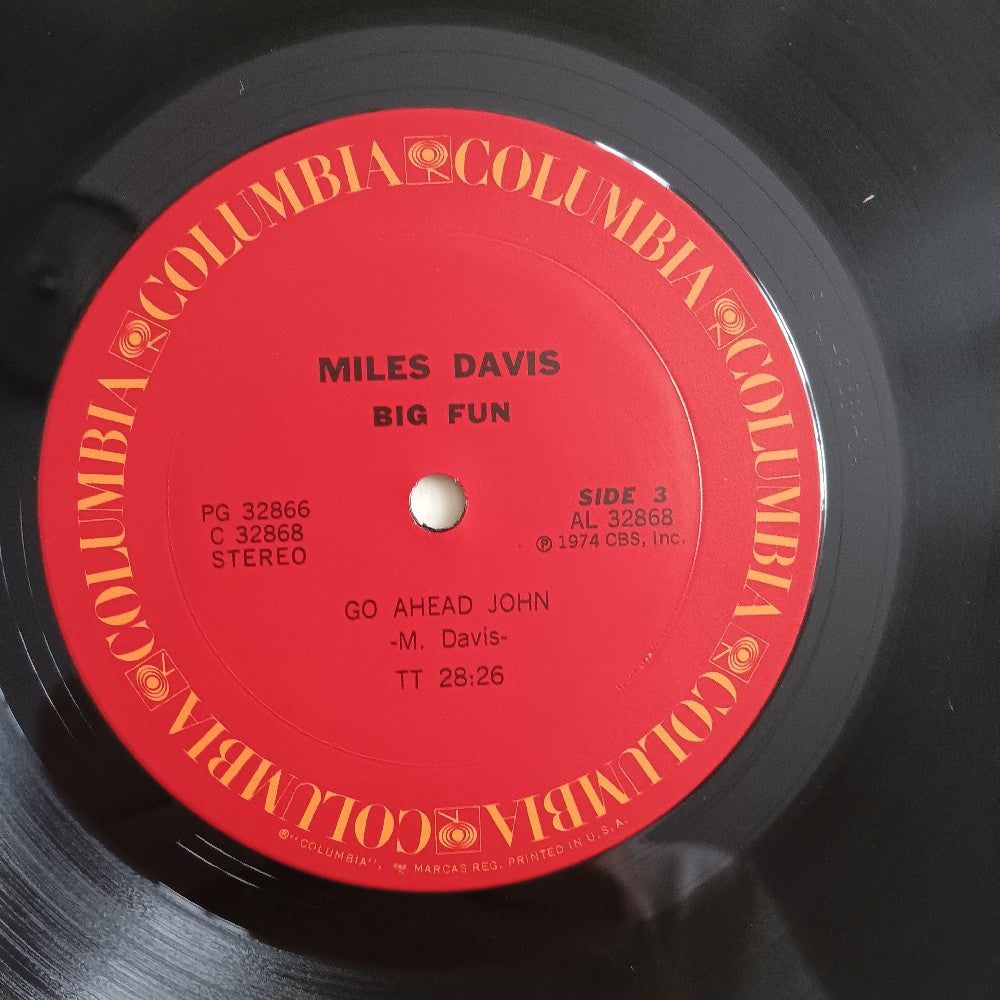 COLUMBIA COLUMBIA COLUMBIA COLUMBIA COLUMBIA COLUMBIA COLUMBIA
MILES DAVIS
BIG FUN
PG 32866
C 32868
STEREO
SIDE 3
AL 32868
℗ 1974 CBS, Inc.
GO AHEAD JOHN
-M. Davis-
TT 28:26
®"COLUMBIA", MARCAS REG. PRINTED IN U.S.A.